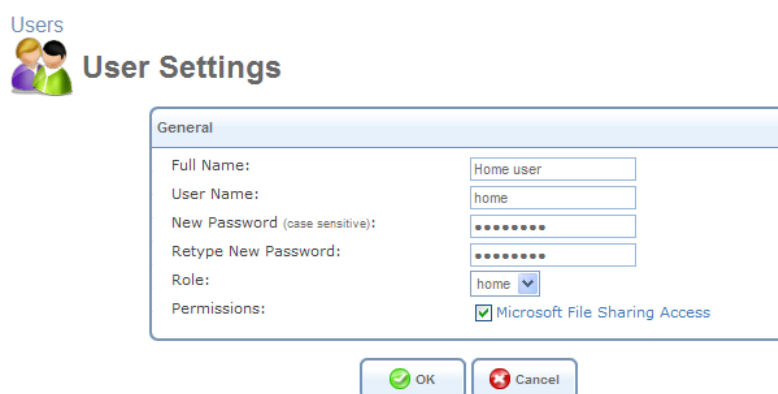 Users
User Settings
General
Full Name: Home user
User Name: home
New Password (case sensitive): ●●●●●●●●
Retype New Password: ●●●●●●●●
Role: home
Permissions: Microsoft File Sharing Access
OK Cancel